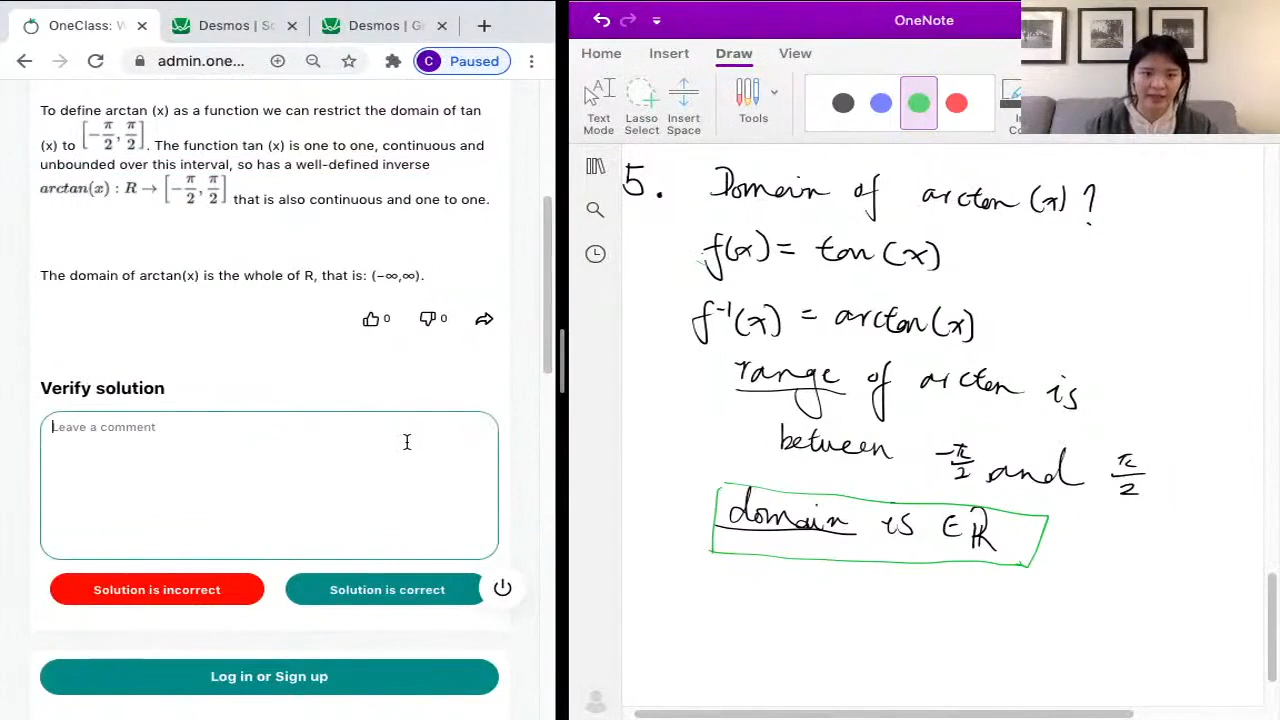 OneClass: W
Desmos | Sc
Desmos | G
admin.one...
C
Paused
To define arctan (x) as a function we can restrict the domain of tan
(x) to [-π/2, π/2]. The function tan (x) is one to one, continuous and
unbounded over this interval, so has a well-defined inverse
arctan(x) : R → [-π/2, π/2] that is also continuous and one to one.
The domain of arctan(x) is the whole of R, that is: (−∞,∞).
0
0
Verify solution
Leave a comment
Solution is incorrect
Solution is correct
Log in or Sign up
OneNote
Home
Insert
Draw
View
Text Mode
Lasso Select
Insert Space
Tools
5. Domain of arctan (x)?
f(x) = tan (x)
f⁻¹(x) = arctan(x)
range of arctan is
between -π/2 and π/2
domain is ∈ ℝ